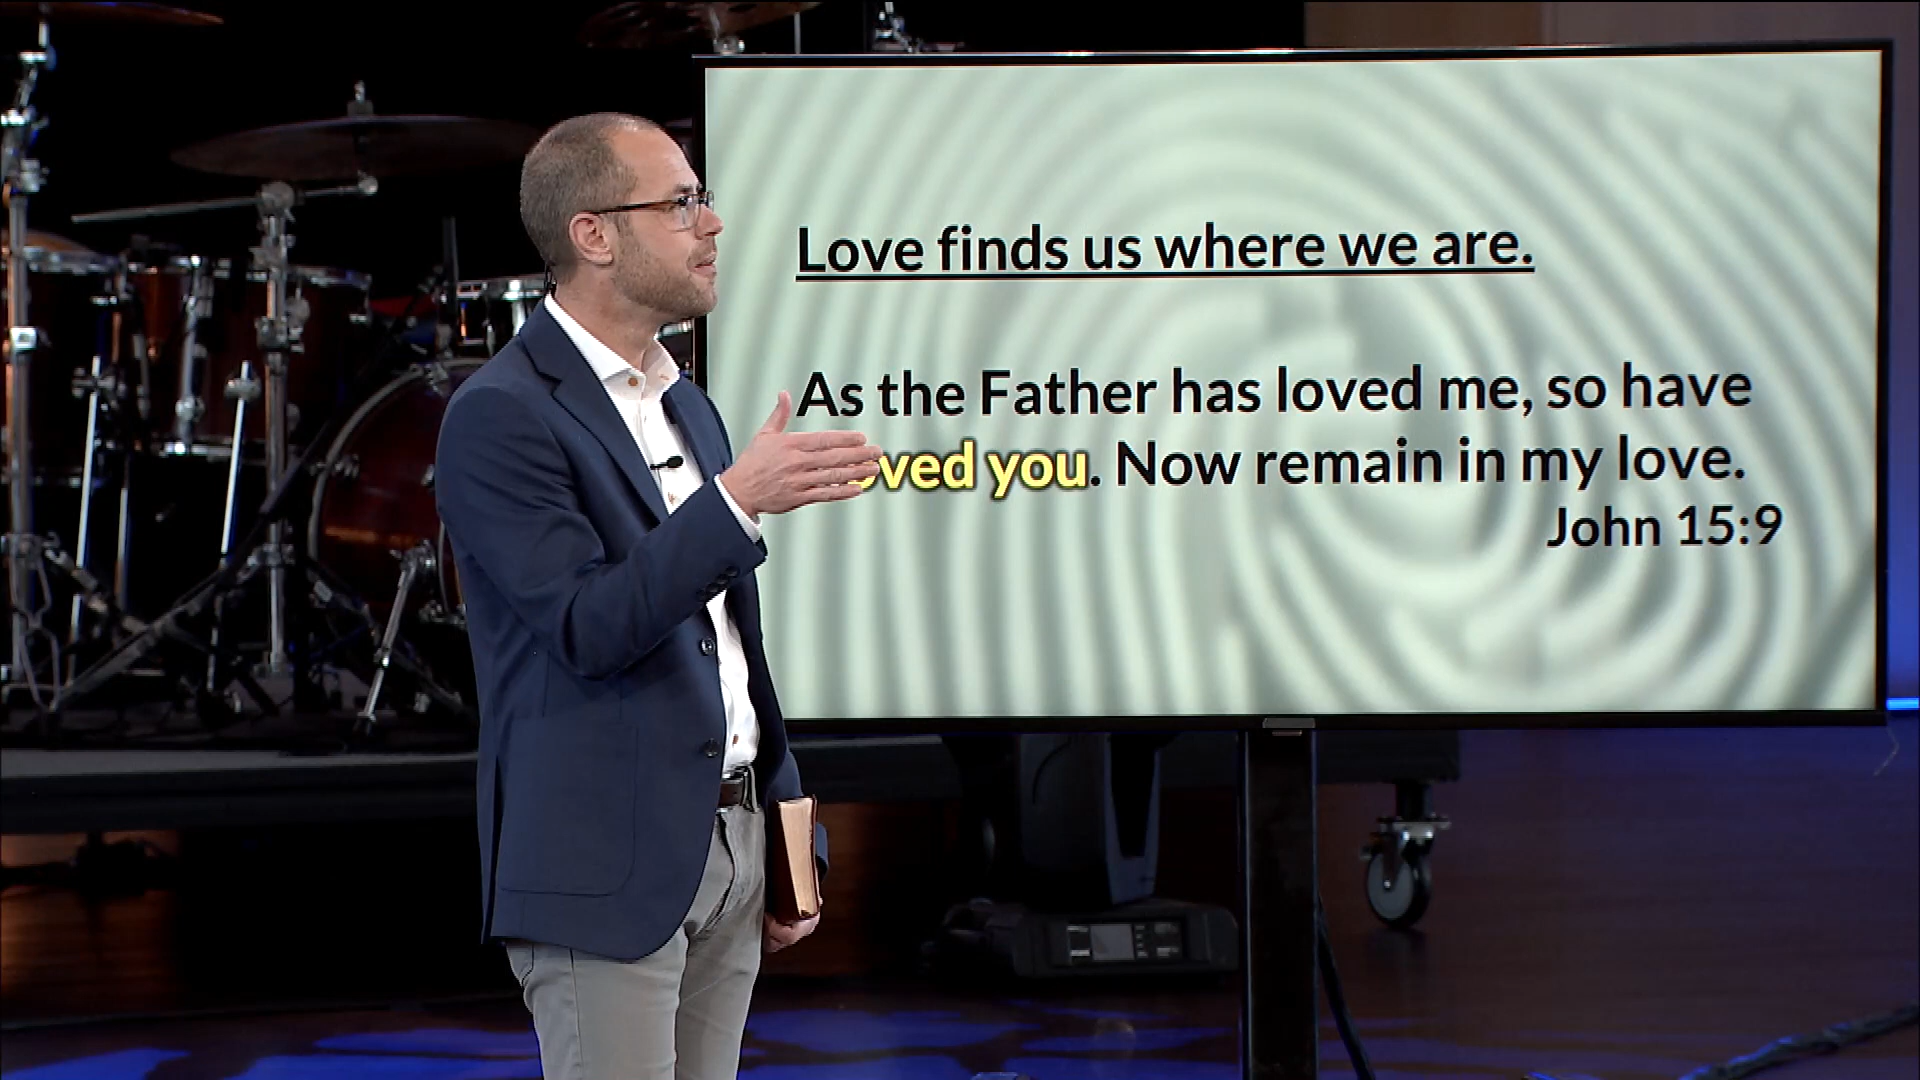 Love finds us where we are.
As the Father has loved me, so have
you. Now remain in my love.
John 15:9